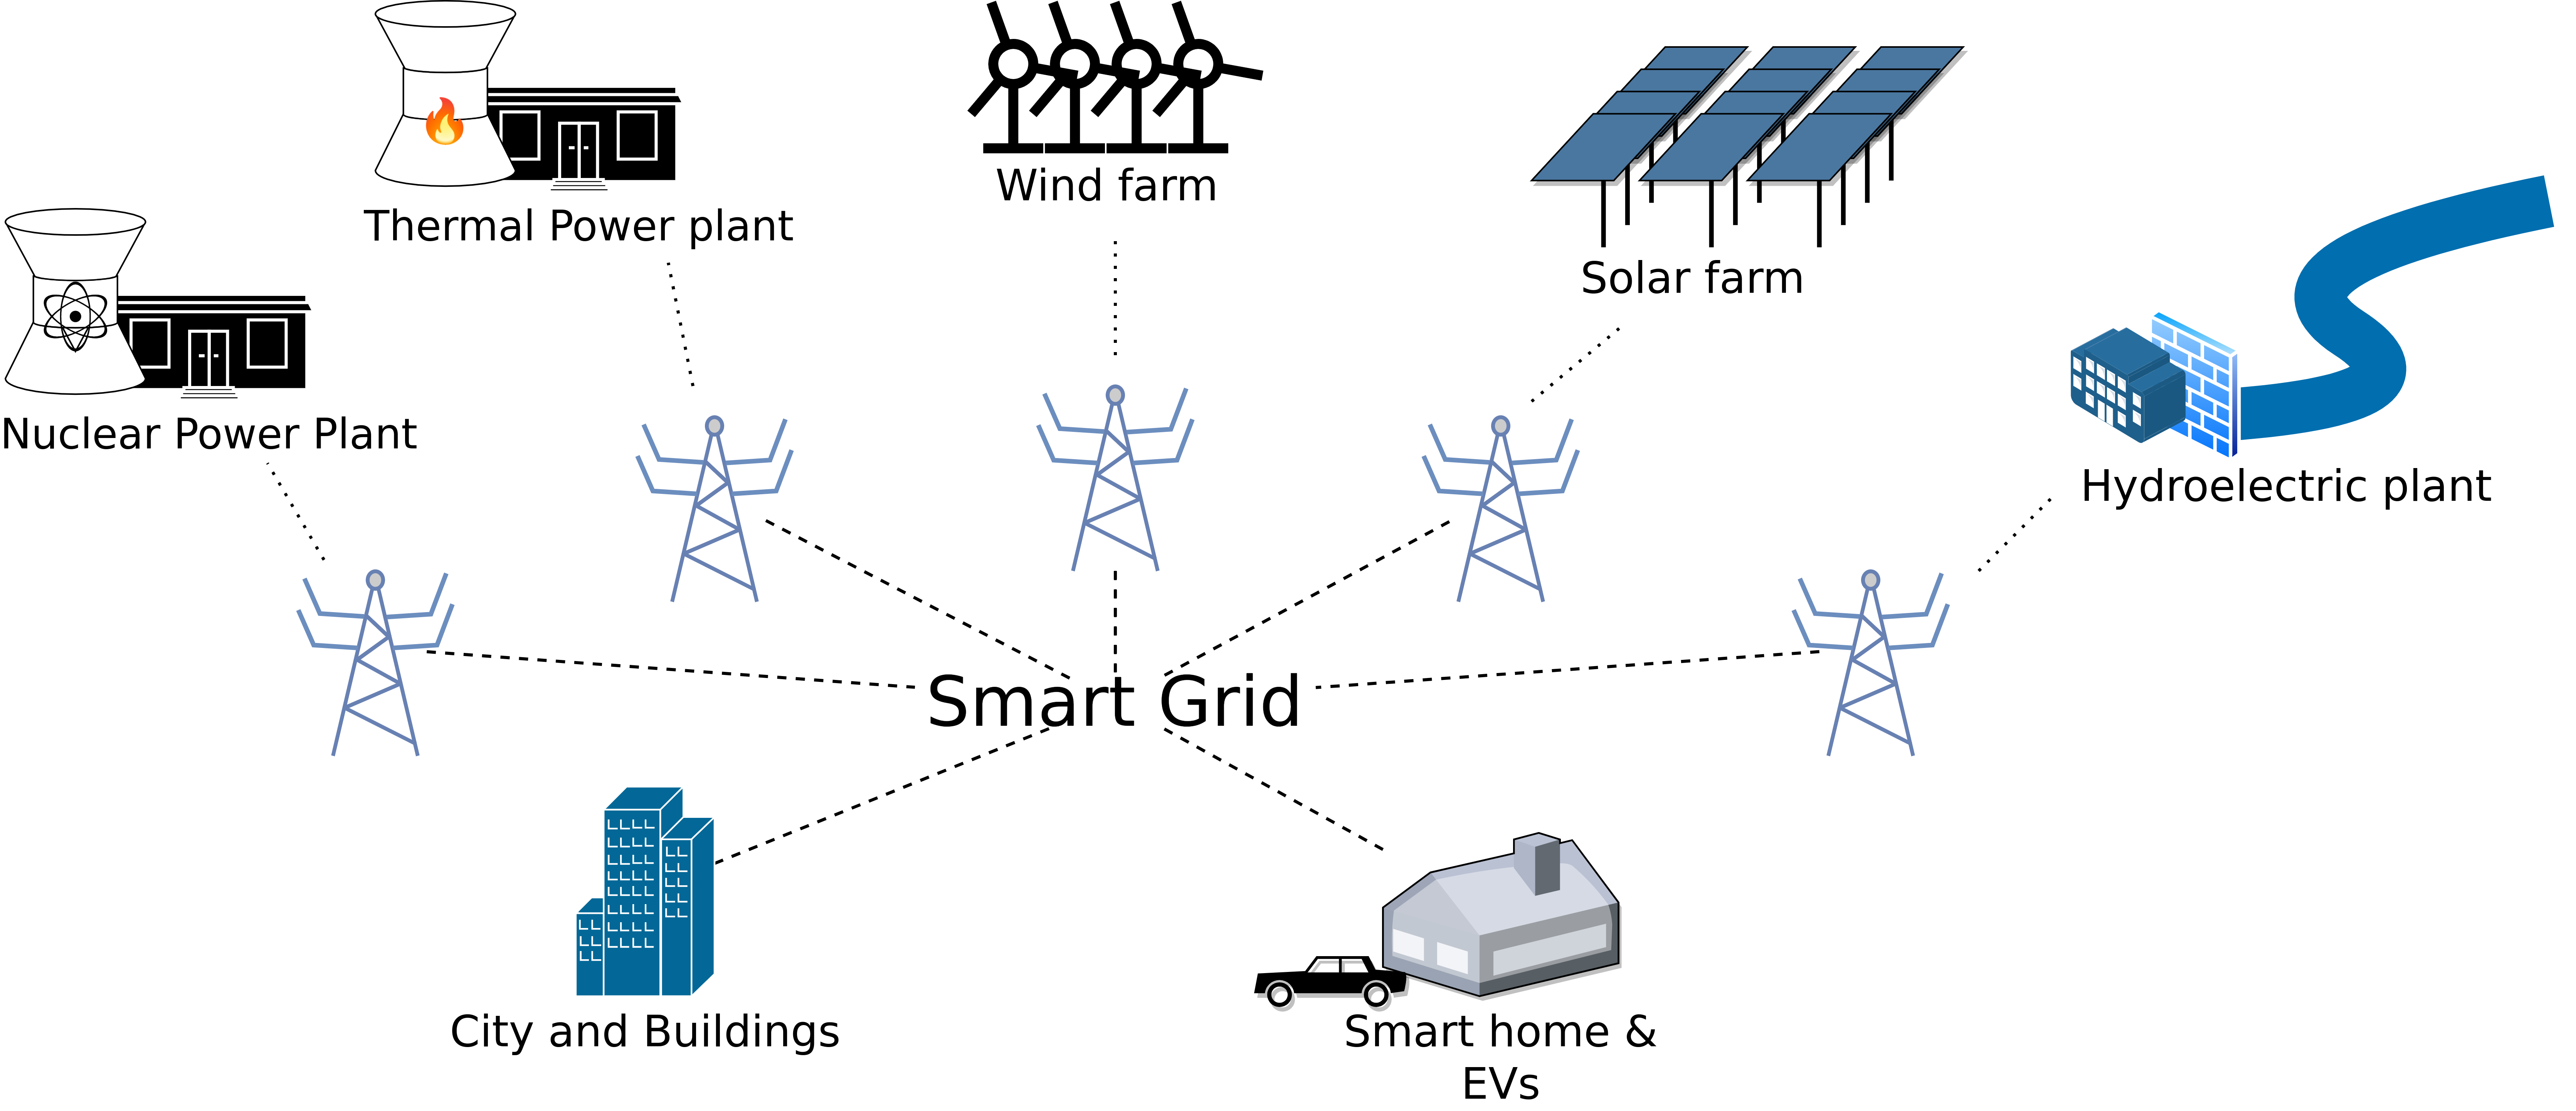 Thermal Power plant
Wind farm
Solar farm
Nuclear Power Plant
Hydroelectric plant
Smart Grid
City and Buildings
Smart home &
EVs